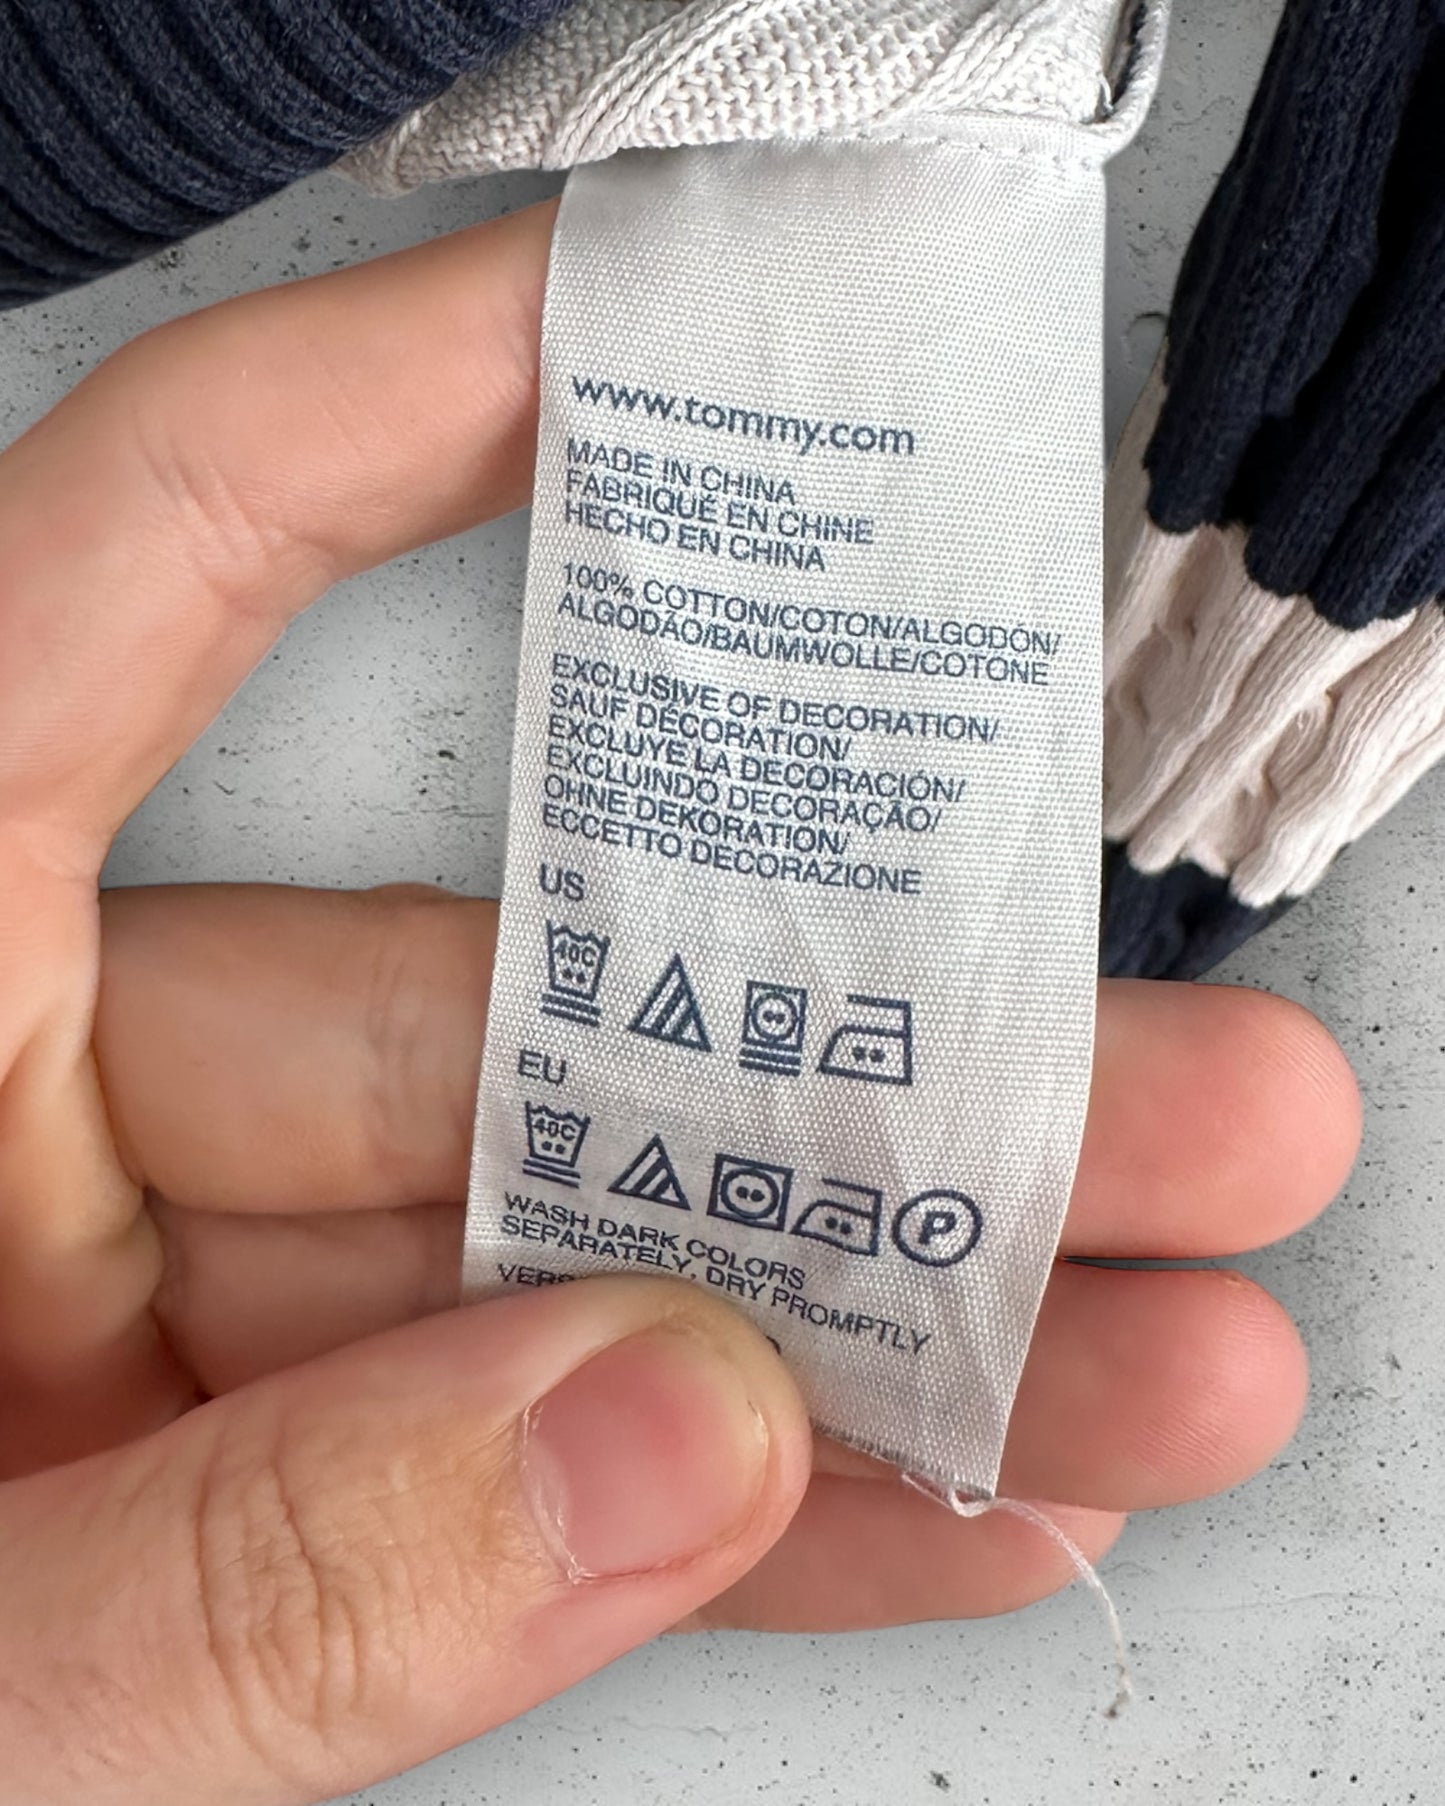 www.tommy.com
MADE IN CHINA
FABRIQUÉ EN CHINE
HECHO EN CHINA
100% COTTON/COTON/ALGODÓN/
ALGODÃO/BAUMWOLLE/COTONE
EXCLUSIVE OF DECORATION/
SAUF DÉCORATION/
EXCLUYE LA DECORACIÓN/
EXCLUINDO DECORAÇÃO/
OHNE DEKORATION/
ECCETTO DECORAZIONE
US
40C
EU
40C
P
WASH DARK COLORS
SEPARATELY, DRY PROMPTLY